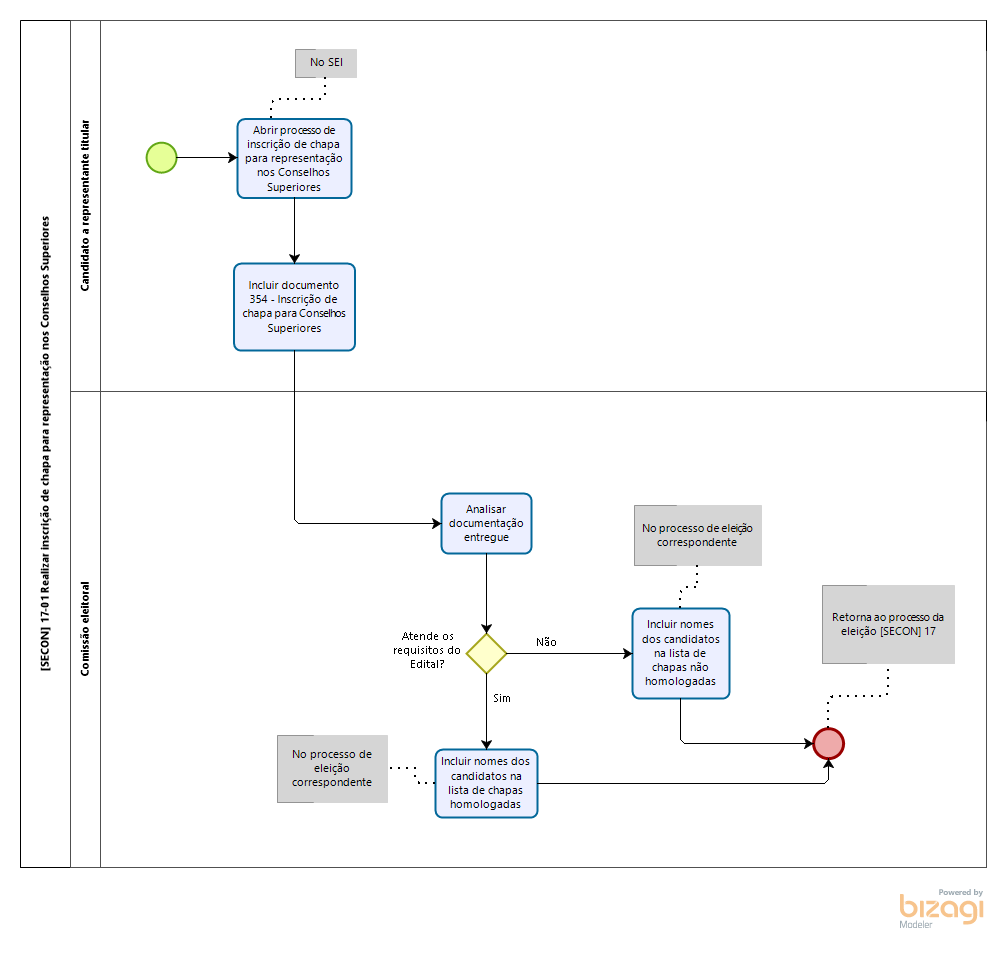 [SECON] 17-01 Realizar inscrição de chapa para representação nos Conselhos Superiores
Candidato a representante titular
No SEI
Abrir processo de
inscrição de chapa
para representação
nos Conselhos
Superiores
Incluir documento
354 - Inscrição de
chapa para Conselhos
Superiores
Comissão eleitoral
Analisar
documentação
entregue
No processo de eleição
correspondente
Atende os
requisitos do
Edital?
Não
Incluir nomes
dos candidatos
na lista de
chapas não
homologadas
Retorna ao processo da
eleição [SECON] 17
Sim
No processo de
eleição
correspondente
Incluir nomes dos
candidatos na
lista de chapas
homologadas
Powered by
bizagi
Modeler